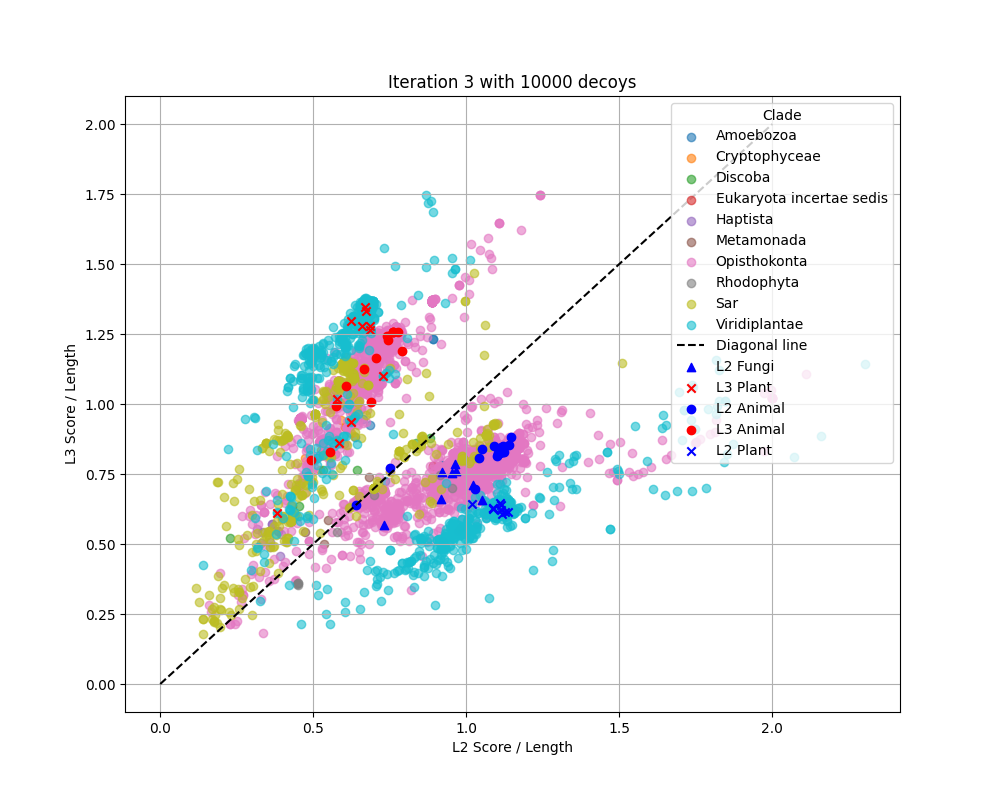 Iteration 3 with 10000 decoys
L3 Score / Length
2.00
1.75
1.50
1.25
1.00
0.75
0.50
0.25
0.00
0.0
0.5
1.0
1.5
2.0
L2 Score / Length
Clade
Amoebozoa
Cryptophyceae
Discoba
Eukaryota incertae sedis
Haptista
Metamonada
Opisthokonta
Rhodophyta
Sar
Viridiplantae
Diagonal line
L2 Fungi
L3 Plant
L2 Animal
L3 Animal
L2 Plant